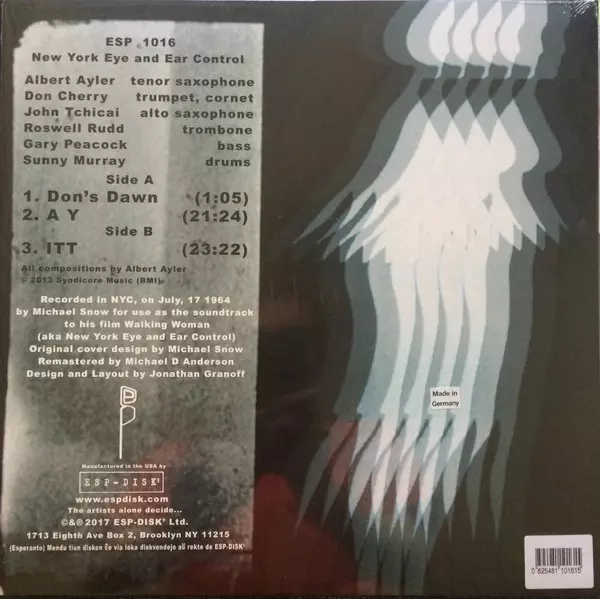 ESP 1016
New York Eye and Ear Control
Albert Ayler tenor saxophone
Don Cherry trumpet, cornet
John Tchicai alto saxophone
Roswell Rudd trombone
Gary Peacock bass
Sunny Murray drums
Side A
1. Don's Dawn (1:05)
2. A Y (21:24)
Side B
3. ITT (23:22)
All compositions by Albert Ayler
© 2013 Syndicore Music (BMI)
Recorded in NYC, on July, 17 1964
by Michael Snow for use as the soundtrack
to his film Walking Woman
(aka New York Eye and Ear Control)
Original cover design by Michael Snow
Remastered by Michael D Anderson
Design and Layout by Jonathan Granoff
Manufactured in the USA by
ESP-DISK'
www.espdisk.com
The artists alone decide...
©&℗ 2017 ESP-DISK' Ltd.
1713 Eighth Ave Box 2, Brooklyn NY 11215
(Esperanto) Mendu tiun diskon ĉe via loka diskvendejo aŭ rekte de ESP-DISK'
Made in
Germany
0 825481 101615